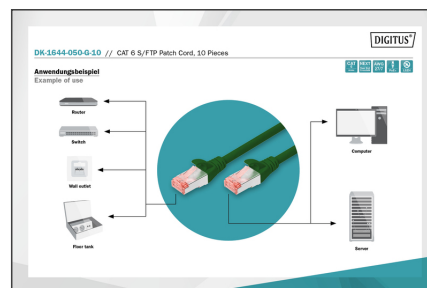 DIGITUS®
DK-1644-050-G-10 // CAT 6 S/FTP Patch Cord, 10 Pieces
Anwendungsbeispiel
Example of use
Router
Switch
Wall outlet
Floor tank
Computer
Server